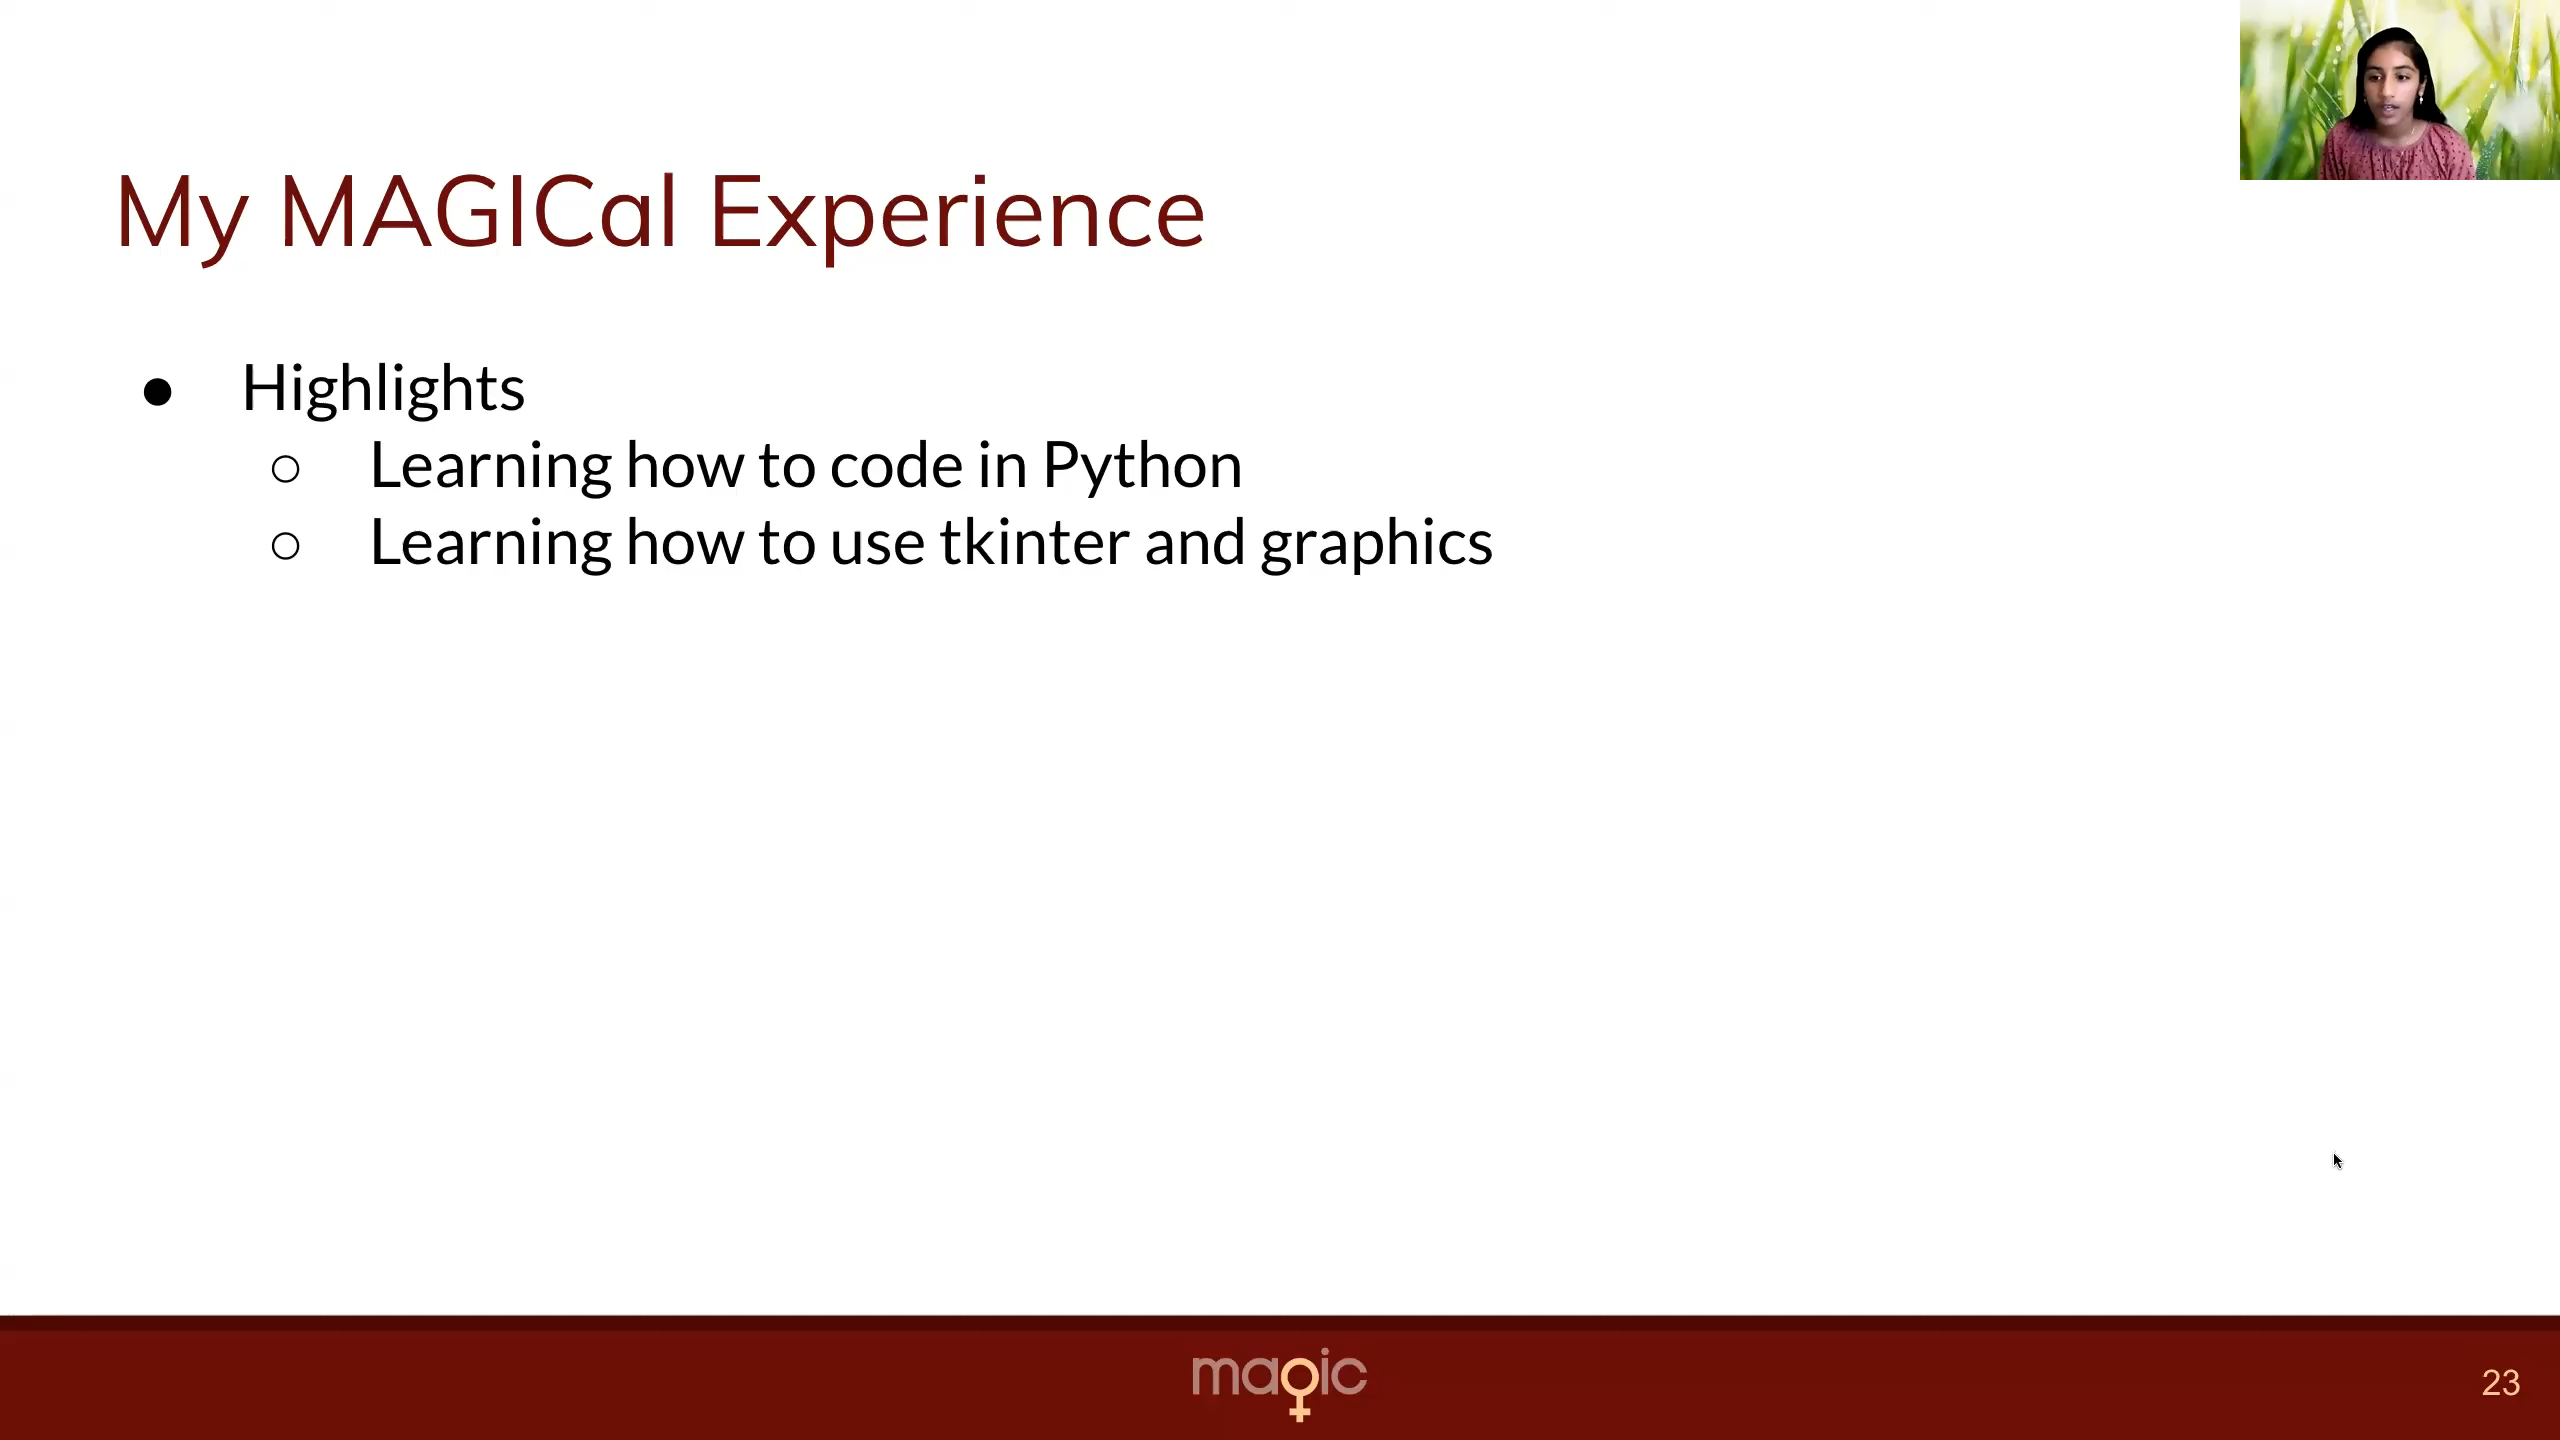 My MAGICal Experience
● Highlights
○ Learning how to code in Python
○ Learning how to use tkinter and graphics
magic
23